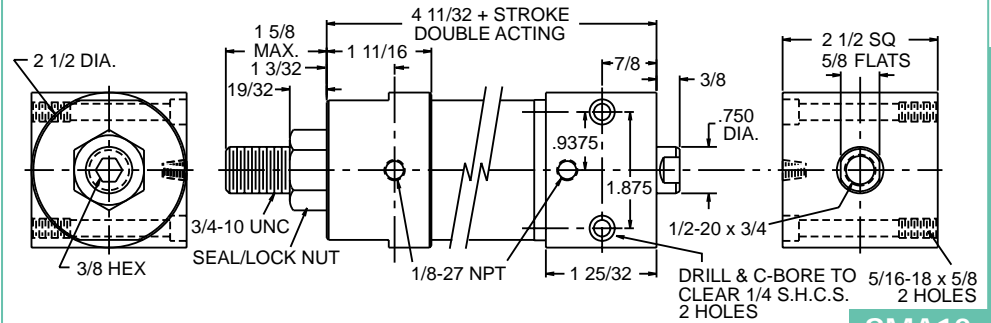 4 11/32 + STROKE
DOUBLE ACTING
1 5/8
MAX.
1 11/16
1 3/32
19/32
2 1/2 DIA.
7/8
3/8
2 1/2 SQ
5/8 FLATS
.750
DIA.
.9375
1.875
3/4-10 UNC
SEAL/LOCK NUT
3/8 HEX
1/8-27 NPT
1 25/32
1/2-20 x 3/4
DRILL & C-BORE TO
CLEAR 1/4 S.H.C.S.
2 HOLES
5/16-18 x 5/8
2 HOLES